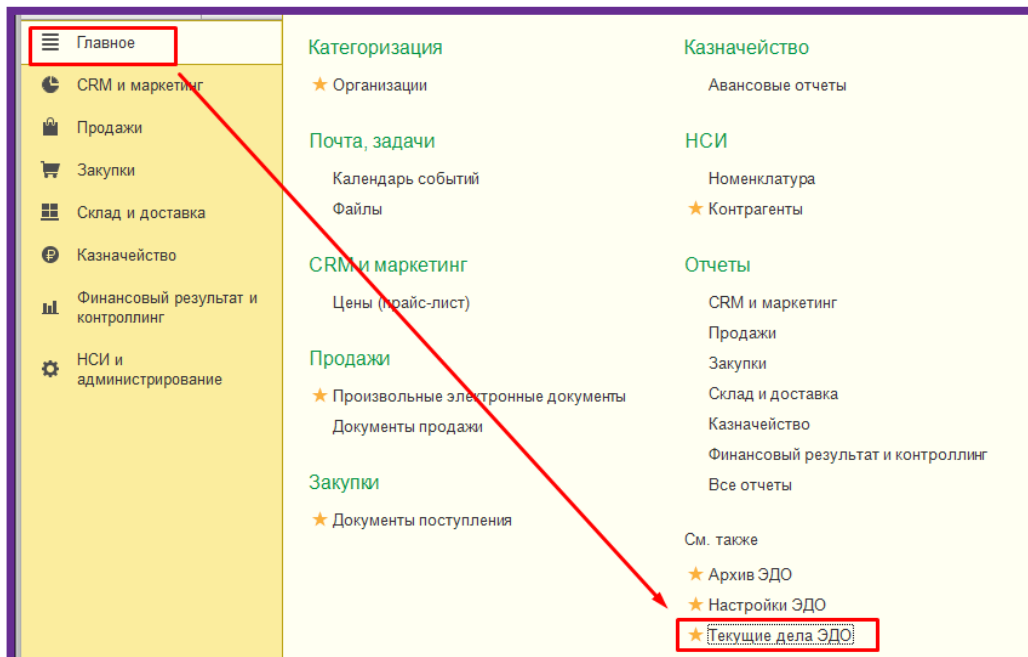 Главное
CRM и маркетинг
Продажи
Закупки
Склад и доставка
Казначейство
Финансовый результат и
контроллинг
НСИ и
администрирование
Категоризация
Организации
Почта, задачи
Календарь событий
Файлы
CRM и маркетинг
Цены (прайс-лист)
Продажи
Произвольные электронные документы
Документы продажи
Закупки
Документы поступления
Казначейство
Авансовые отчеты
НСИ
Номенклатура
Контрагенты
Отчеты
CRM и маркетинг
Продажи
Закупки
Склад и доставка
Казначейство
Финансовый результат и контроллинг
Все отчеты
См. также
Архив ЭДО
Настройки ЭДО
Текущие дела ЭДО